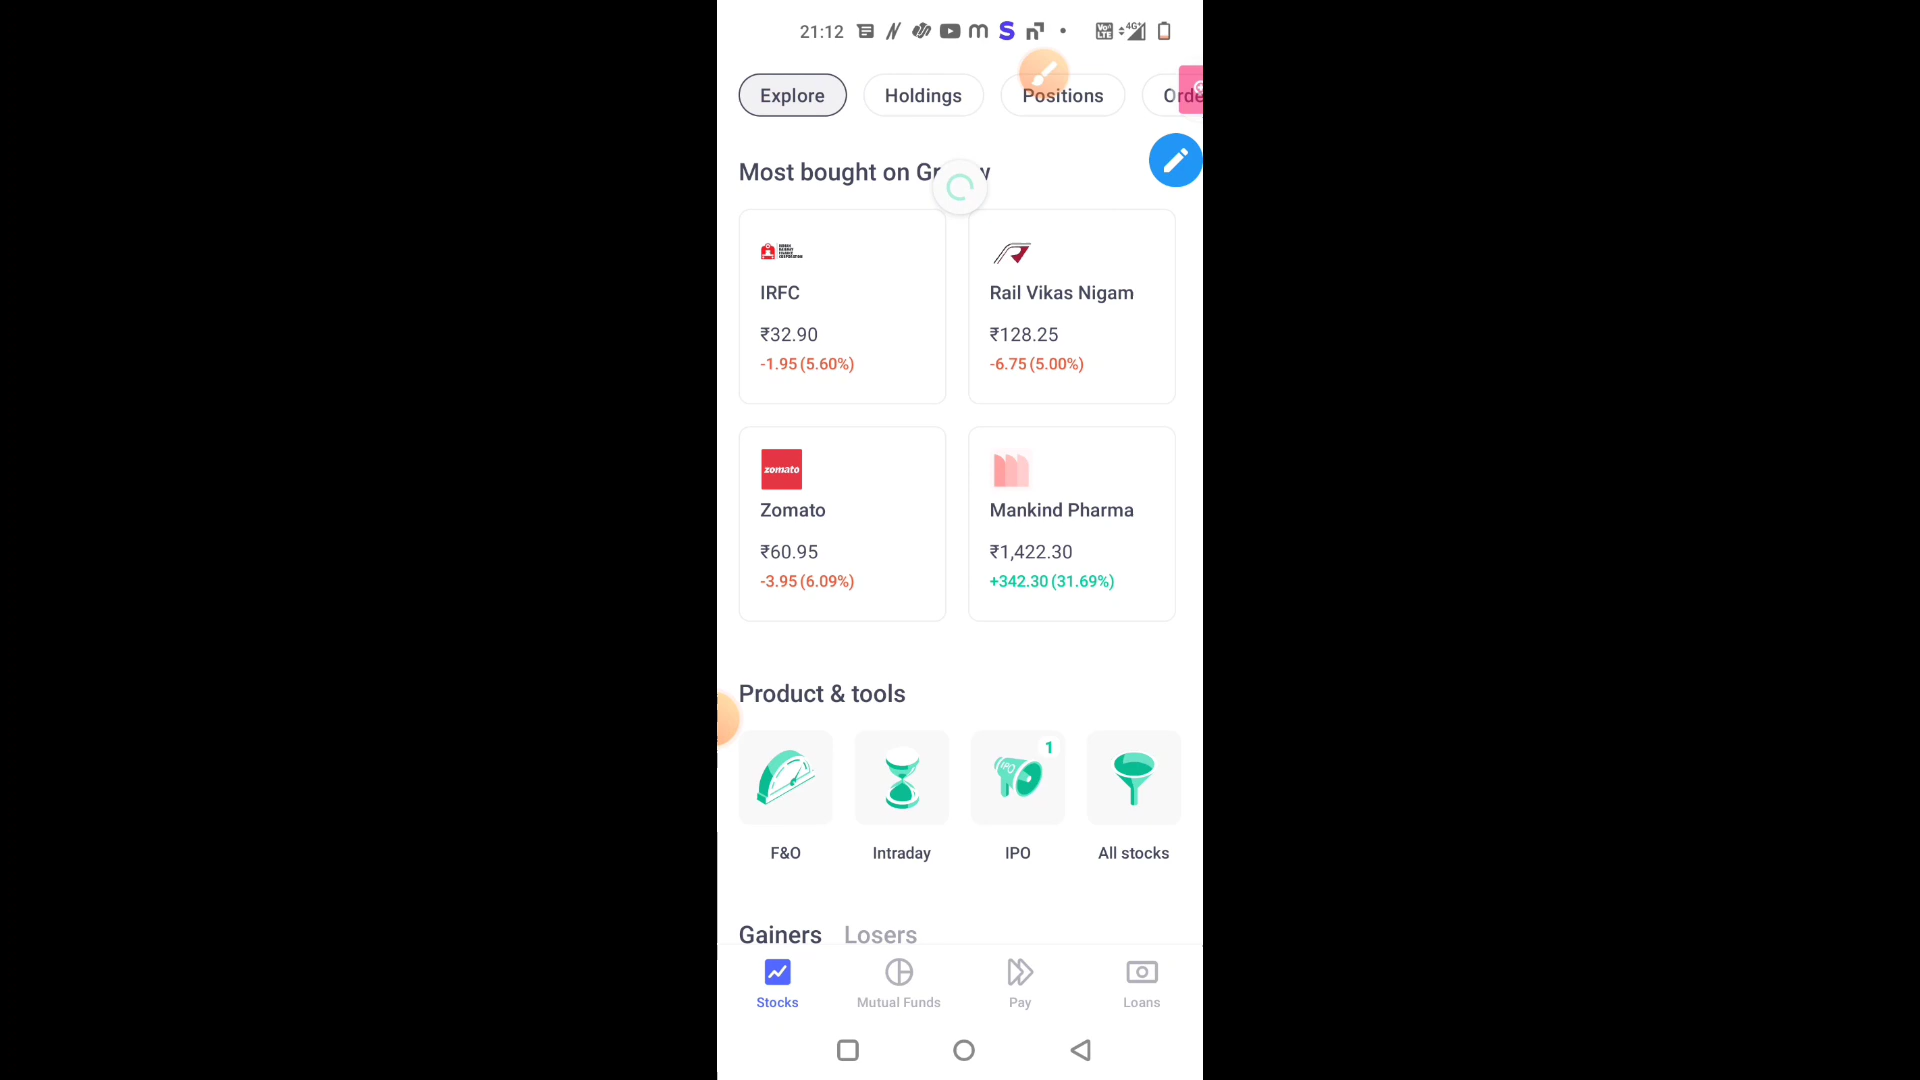 21:12
Explore
Holdings
Positions
Most bought on
IRFC
₹32.90
-1.95 (5.60%)
Rail Vikas Nigam
₹128.25
-6.75 (5.00%)
zomato
Zomato
₹60.95
-3.95 (6.09%)
Mankind Pharma
₹1,422.30
+342.30 (31.69%)
Product & tools
F&O
Intraday
IPO
1
IPO
All stocks
Gainers
Losers
Stocks
Mutual Funds
Pay
Loans